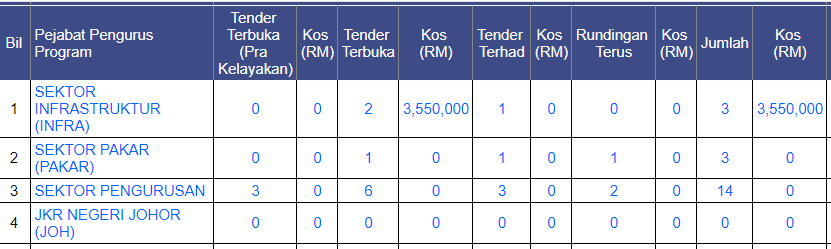 Bil Pejabat Pengurus Program Tender Terbuka (Pra Kelayakan) Kos (RM) Tender Terbuka Kos (RM) Tender Terhad Kos (RM) Rundingan Terus Kos (RM) Jumlah Kos (RM)
1 SEKTOR INFRASTRUKTUR (INFRA) 0 0 2 3,550,000 1 0 0 0 3 3,550,000
2 SEKTOR PAKAR (PAKAR) 0 0 1 0 1 0 1 0 3 0
3 SEKTOR PENGURUSAN 3 0 6 0 3 0 2 0 14 0
4 JKR NEGERI JOHOR (JOH) 0 0 0 0 0 0 0 0 0 0